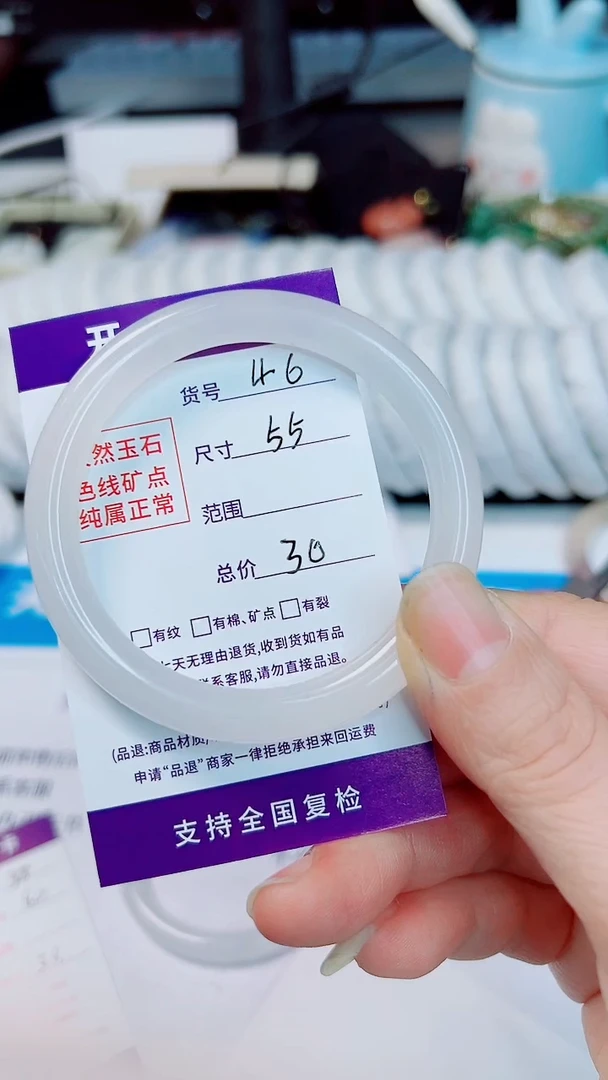 开
货号 46
然玉石
色线矿点
纯属正常
尺寸 55
范围
总价 30
□有纹 □有棉、矿点 □有裂
七天无理由退货,收到货如有品
系客服,请勿直接品退。
(品退:商品材质
申请“品退”商家一律拒绝承担来回运费
支持全国复检